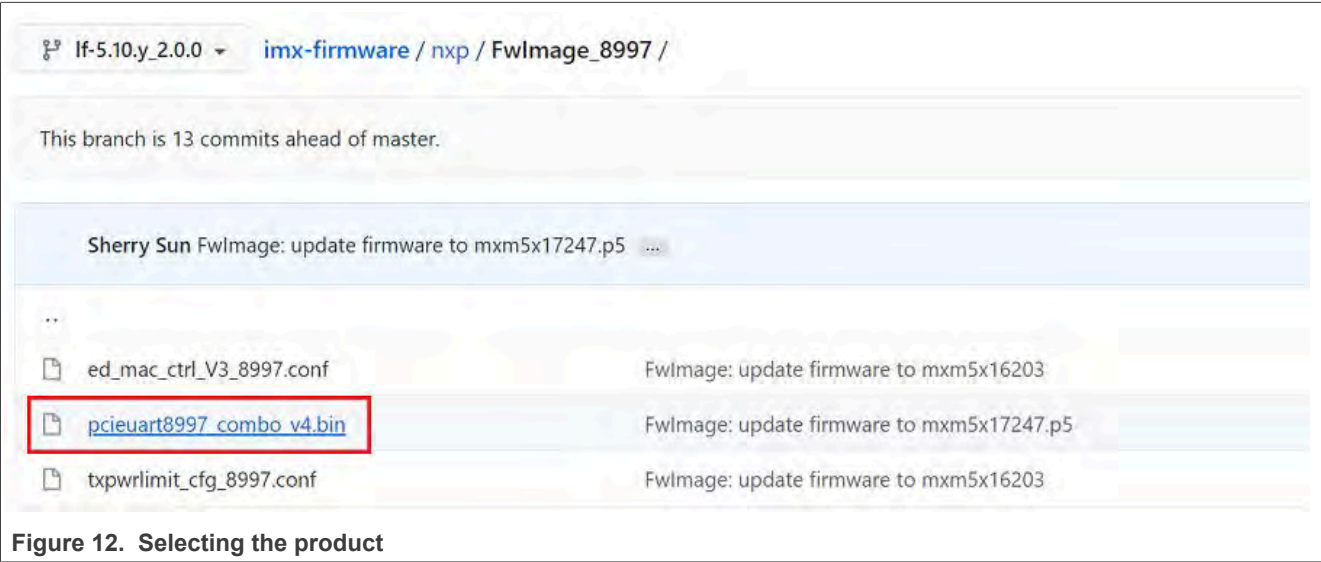 lf-5.10.y_2.0.0 imx-firmware / nxp / FwImage_8997 /
This branch is 13 commits ahead of master.
Sherry Sun FwImage: update firmware to mxm5x17247.p5 ...
..
ed_mac_ctrl_V3_8997.conf FwImage: update firmware to mxm5x16203
pcieuart8997_combo_v4.bin FwImage: update firmware to mxm5x17247.p5
txpwrlimit_cfg_8997.conf FwImage: update firmware to mxm5x16203
Figure 12. Selecting the product